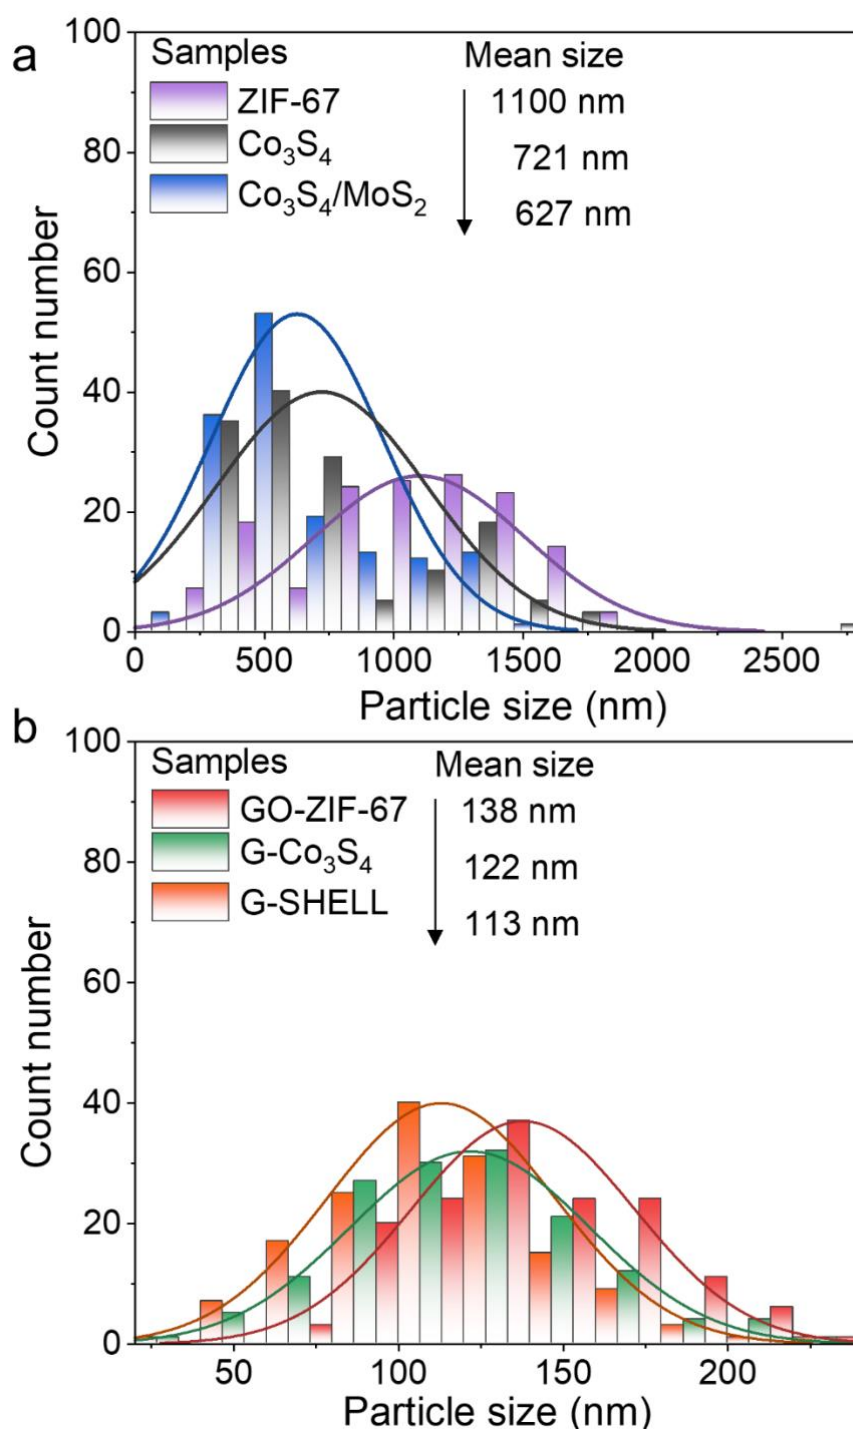 a
Samples Mean size
ZIF-67 1100 nm
Co₃S₄ 721 nm
Co₃S₄/MoS₂ 627 nm
100
80
60
40
20
0
Count number
0 500 1000 1500 2000 2500
Particle size (nm)
b
Samples Mean size
GO-ZIF-67 138 nm
G-Co₃S₄ 122 nm
G-SHELL 113 nm
100
80
60
40
20
0
Count number
50 100 150 200
Particle size (nm)